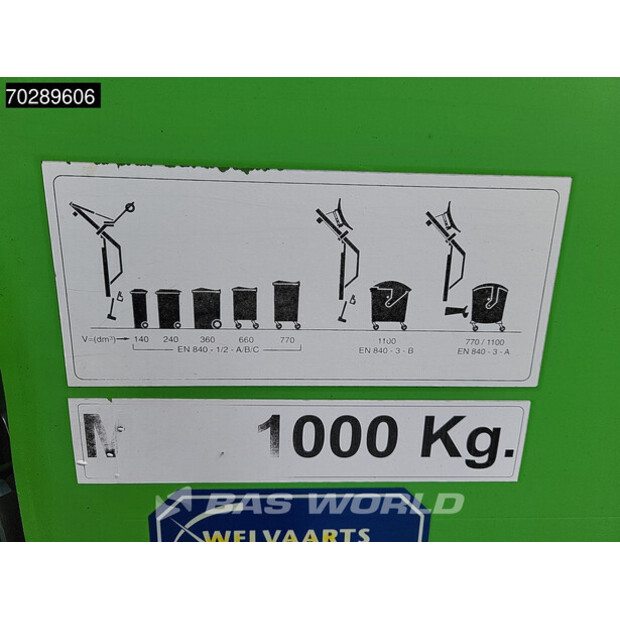 70289606
V=(dm³) 140 240 360 660 770 1100 770 / 1100
EN 840 - 1/2 - A/B/C EN 840 - 3 - B EN 840 - 3 - A
1000 Kg.
BAS WORLD
WELVAARTS